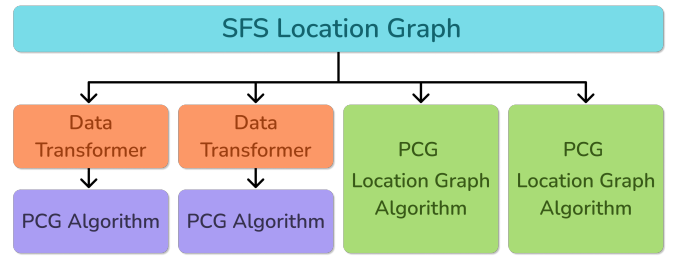 SFS Location Graph
Data
Transformer
Data
Transformer
PCG
Location Graph
Algorithm
PCG
Location Graph
Algorithm
PCG Algorithm
PCG Algorithm